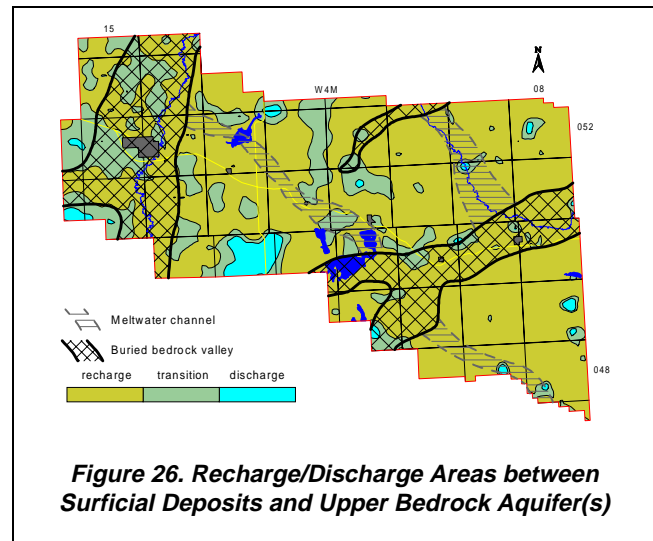 15
N
W4M
08
052
Meltwater channel
Buried bedrock valley
recharge transition discharge
048
Figure 26. Recharge/Discharge Areas between
Surficial Deposits and Upper Bedrock Aquifer(s)